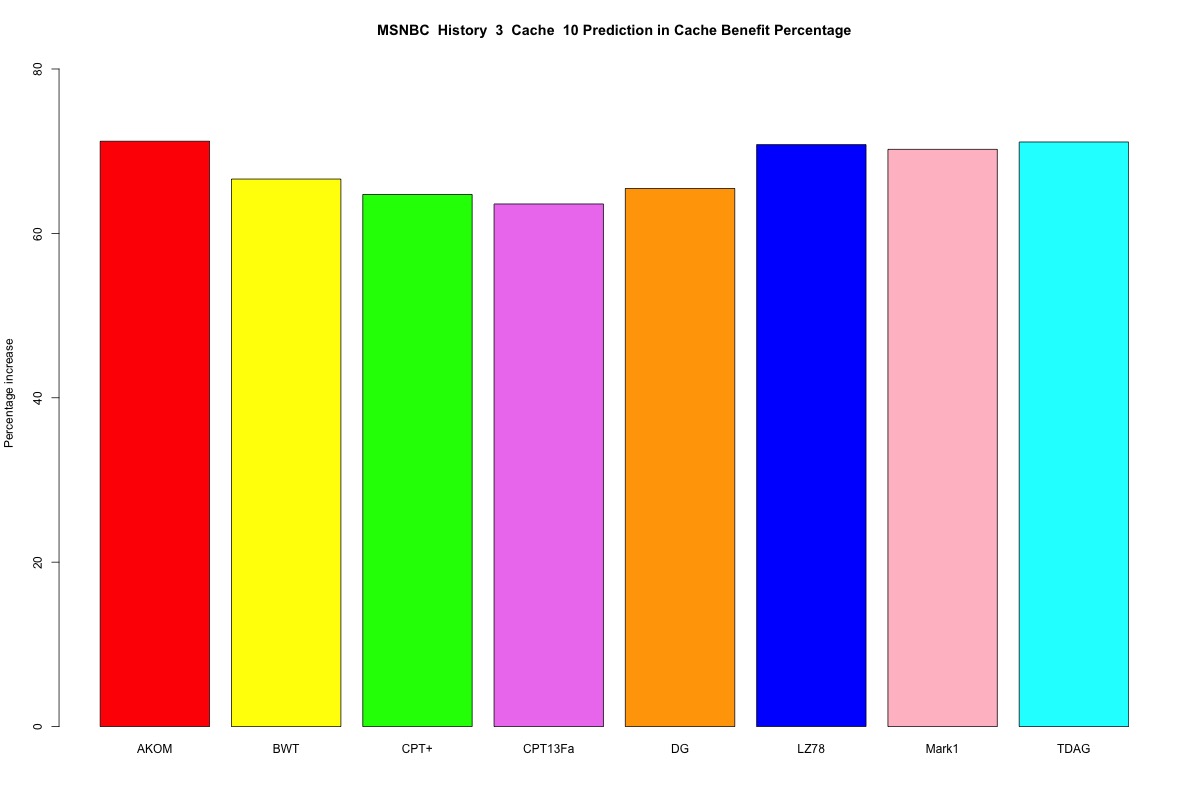 MSNBC  History  3  Cache  10 Prediction in Cache Benefit Percentage
Percentage increase
80
60
40
20
0
AKOM BWT CPT+ CPT13Fa DG LZ78 Mark1 TDAG